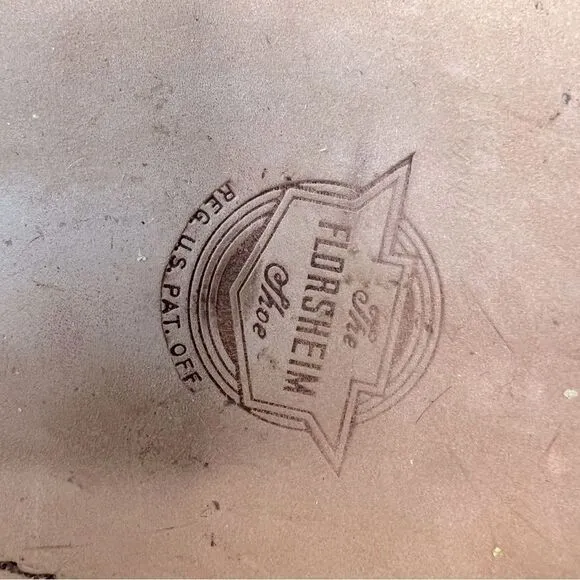 The
FLORSHEIM
Shoe
REG. U.S. PAT. OFF.